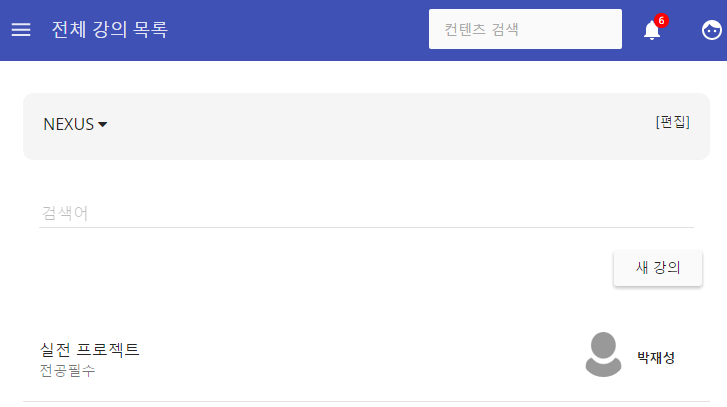 전체 강의 목록
컨텐츠 검색
6
NEXUS
[편집]
검색어
새 강의
실전 프로젝트
전공필수
박재성